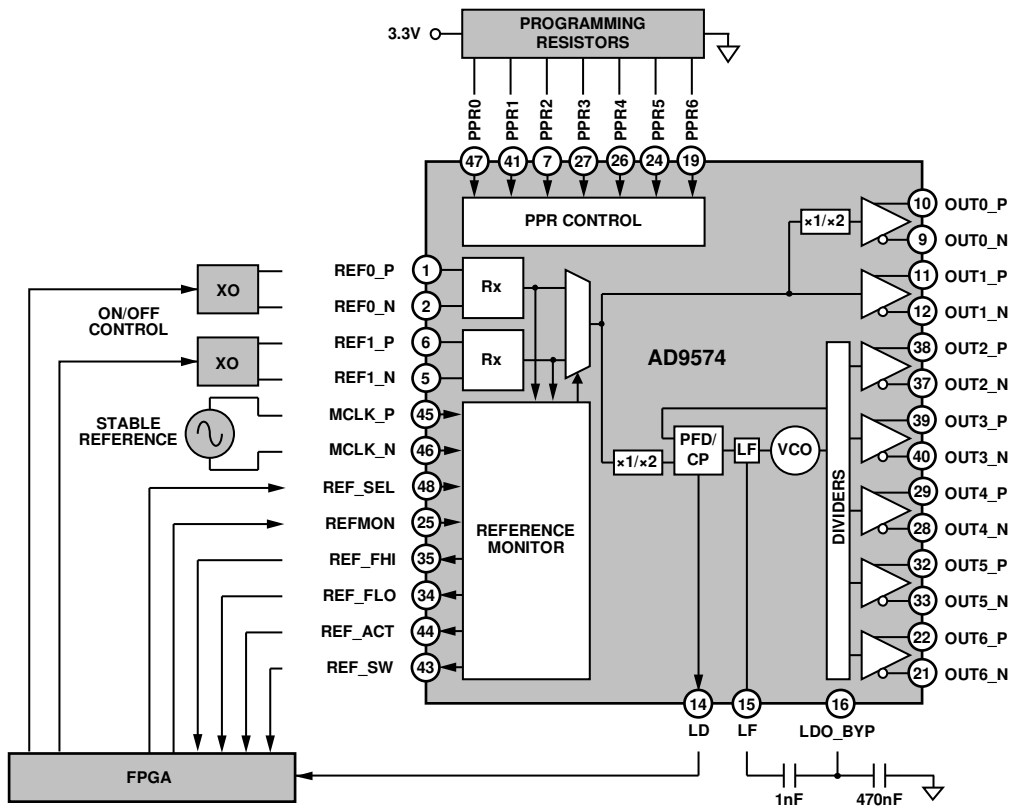 PROGRAMMING
RESISTORS
3.3V
PPR0
PPR1
PPR2
PPR3
PPR4
PPR5
PPR6
47
41
7
27
26
24
19
PPR CONTROL
×1/×2
10
OUT0_P
9
OUT0_N
REF0_P
1
Rx
REF0_N
2
11
OUT1_P
12
OUT1_N
XO
ON/OFF
CONTROL
REF1_P
6
Rx
REF1_N
5
XO
AD9574
38
OUT2_P
37
OUT2_N
STABLE
REFERENCE
MCLK_P
45
MCLK_N
46
×1/×2
PFD/
CP
LF
VCO
DIVIDERS
39
OUT3_P
40
OUT3_N
REF_SEL
48
REFMON
25
REF_FHI
35
REF_FLO
34
REF_ACT
44
REF_SW
43
REFERENCE
MONITOR
29
OUT4_P
28
OUT4_N
32
OUT5_P
33
OUT5_N
22
OUT6_P
21
OUT6_N
14
15
16
LD
LF
LDO_BYP
FPGA
1nF
470nF